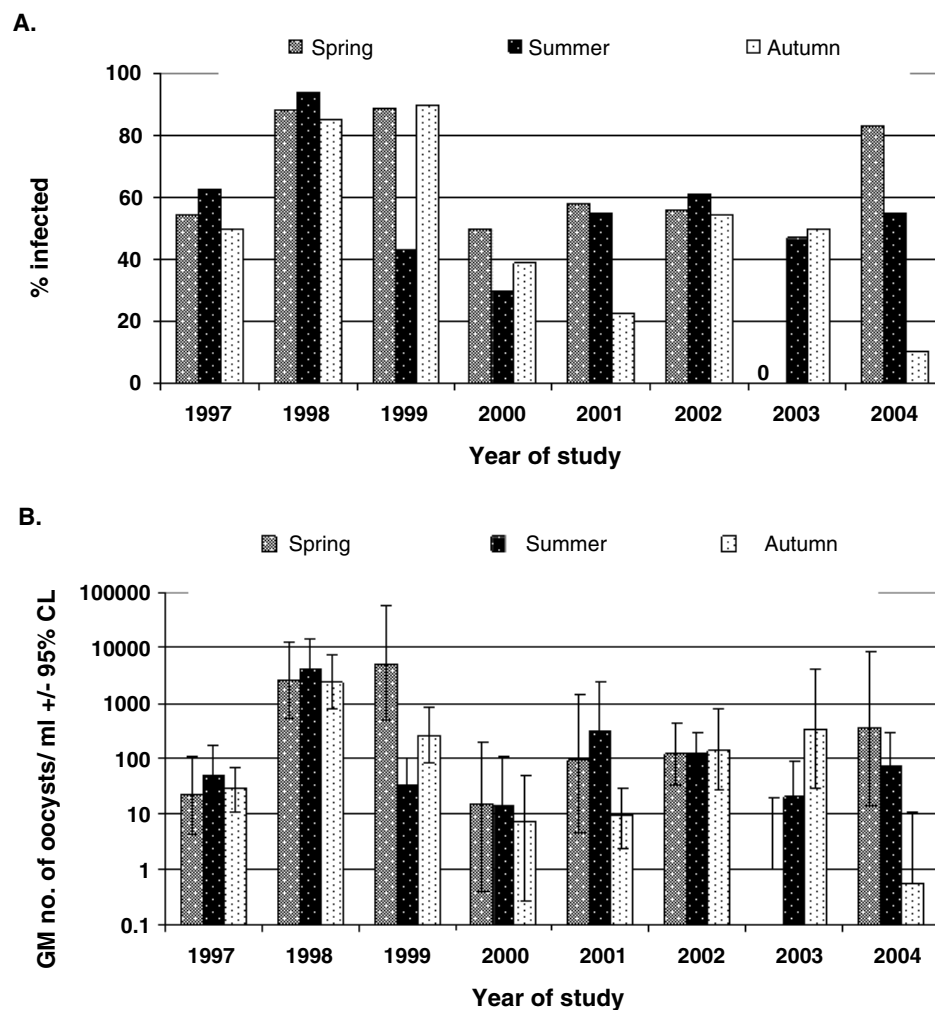 A.
Spring Summer Autumn
100
80
60
40
20
0
% infected
0
1997 1998 1999 2000 2001 2002 2003 2004
Year of study
B.
Spring Summer Autumn
100000
10000
1000
100
10
1
0.1
GM no. of oocysts/ ml +/- 95% CL
1997 1998 1999 2000 2001 2002 2003 2004
Year of study